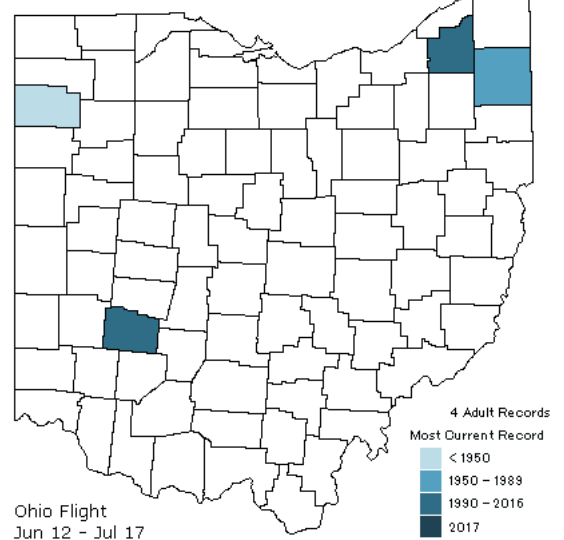 4 Adult Records
Most Current Record
< 1950
1950 - 1989
1990 - 2016
2017
Ohio Flight
Jun 12 - Jul 17